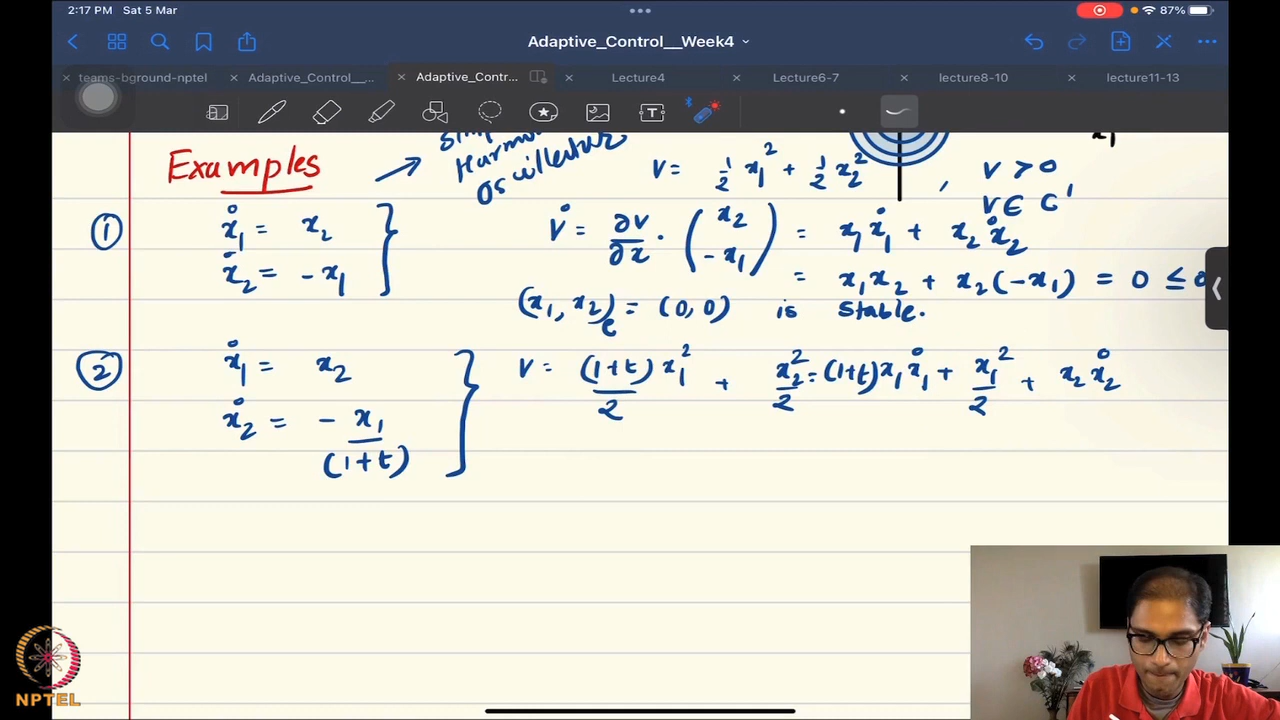 2:17 PM Sat 5 Mar
87%
Adaptive_Control__Week4
teams-bground-nptel
Adaptive_Control__...
Adaptive_Contr...
Lecture4
Lecture6-7
lecture8-10
lecture11-13
Harmonic
Oscillator
x₁
Examples
V = ½ x₁² + ½ x₂² , V > 0
V ∈ C¹
① ẋ₁ = x₂
ẋ₂ = -x₁
V̇ = ∂V/∂x · (x₂ -x₁) = x₁ẋ₁ + x₂ẋ₂
= x₁x₂ + x₂(-x₁) = 0 ≤ 0
(x₁, x₂)e = (0, 0) is stable.
② ẋ₁ = x₂
ẋ₂ = - x₁/(1+t)
V = (1+t)x₁²/2 + x₂²/2 = (1+t)x₁ẋ₁ + x₁²/2 + x₂ẋ₂
NPTEL